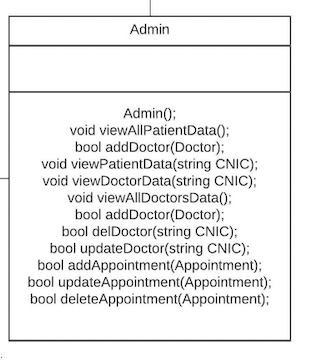 Admin
Admin();
void viewAllPatientData();
bool addDoctor(Doctor);
void viewPatientData(string CNIC);
void viewDoctorData(string CNIC);
void viewAllDoctorsData();
bool addDoctor(Doctor);
bool delDoctor(string CNIC);
bool updateDoctor(string CNIC);
bool addAppointment(Appointment);
bool updateAppointment(Appointment);
bool deleteAppointment(Appointment);